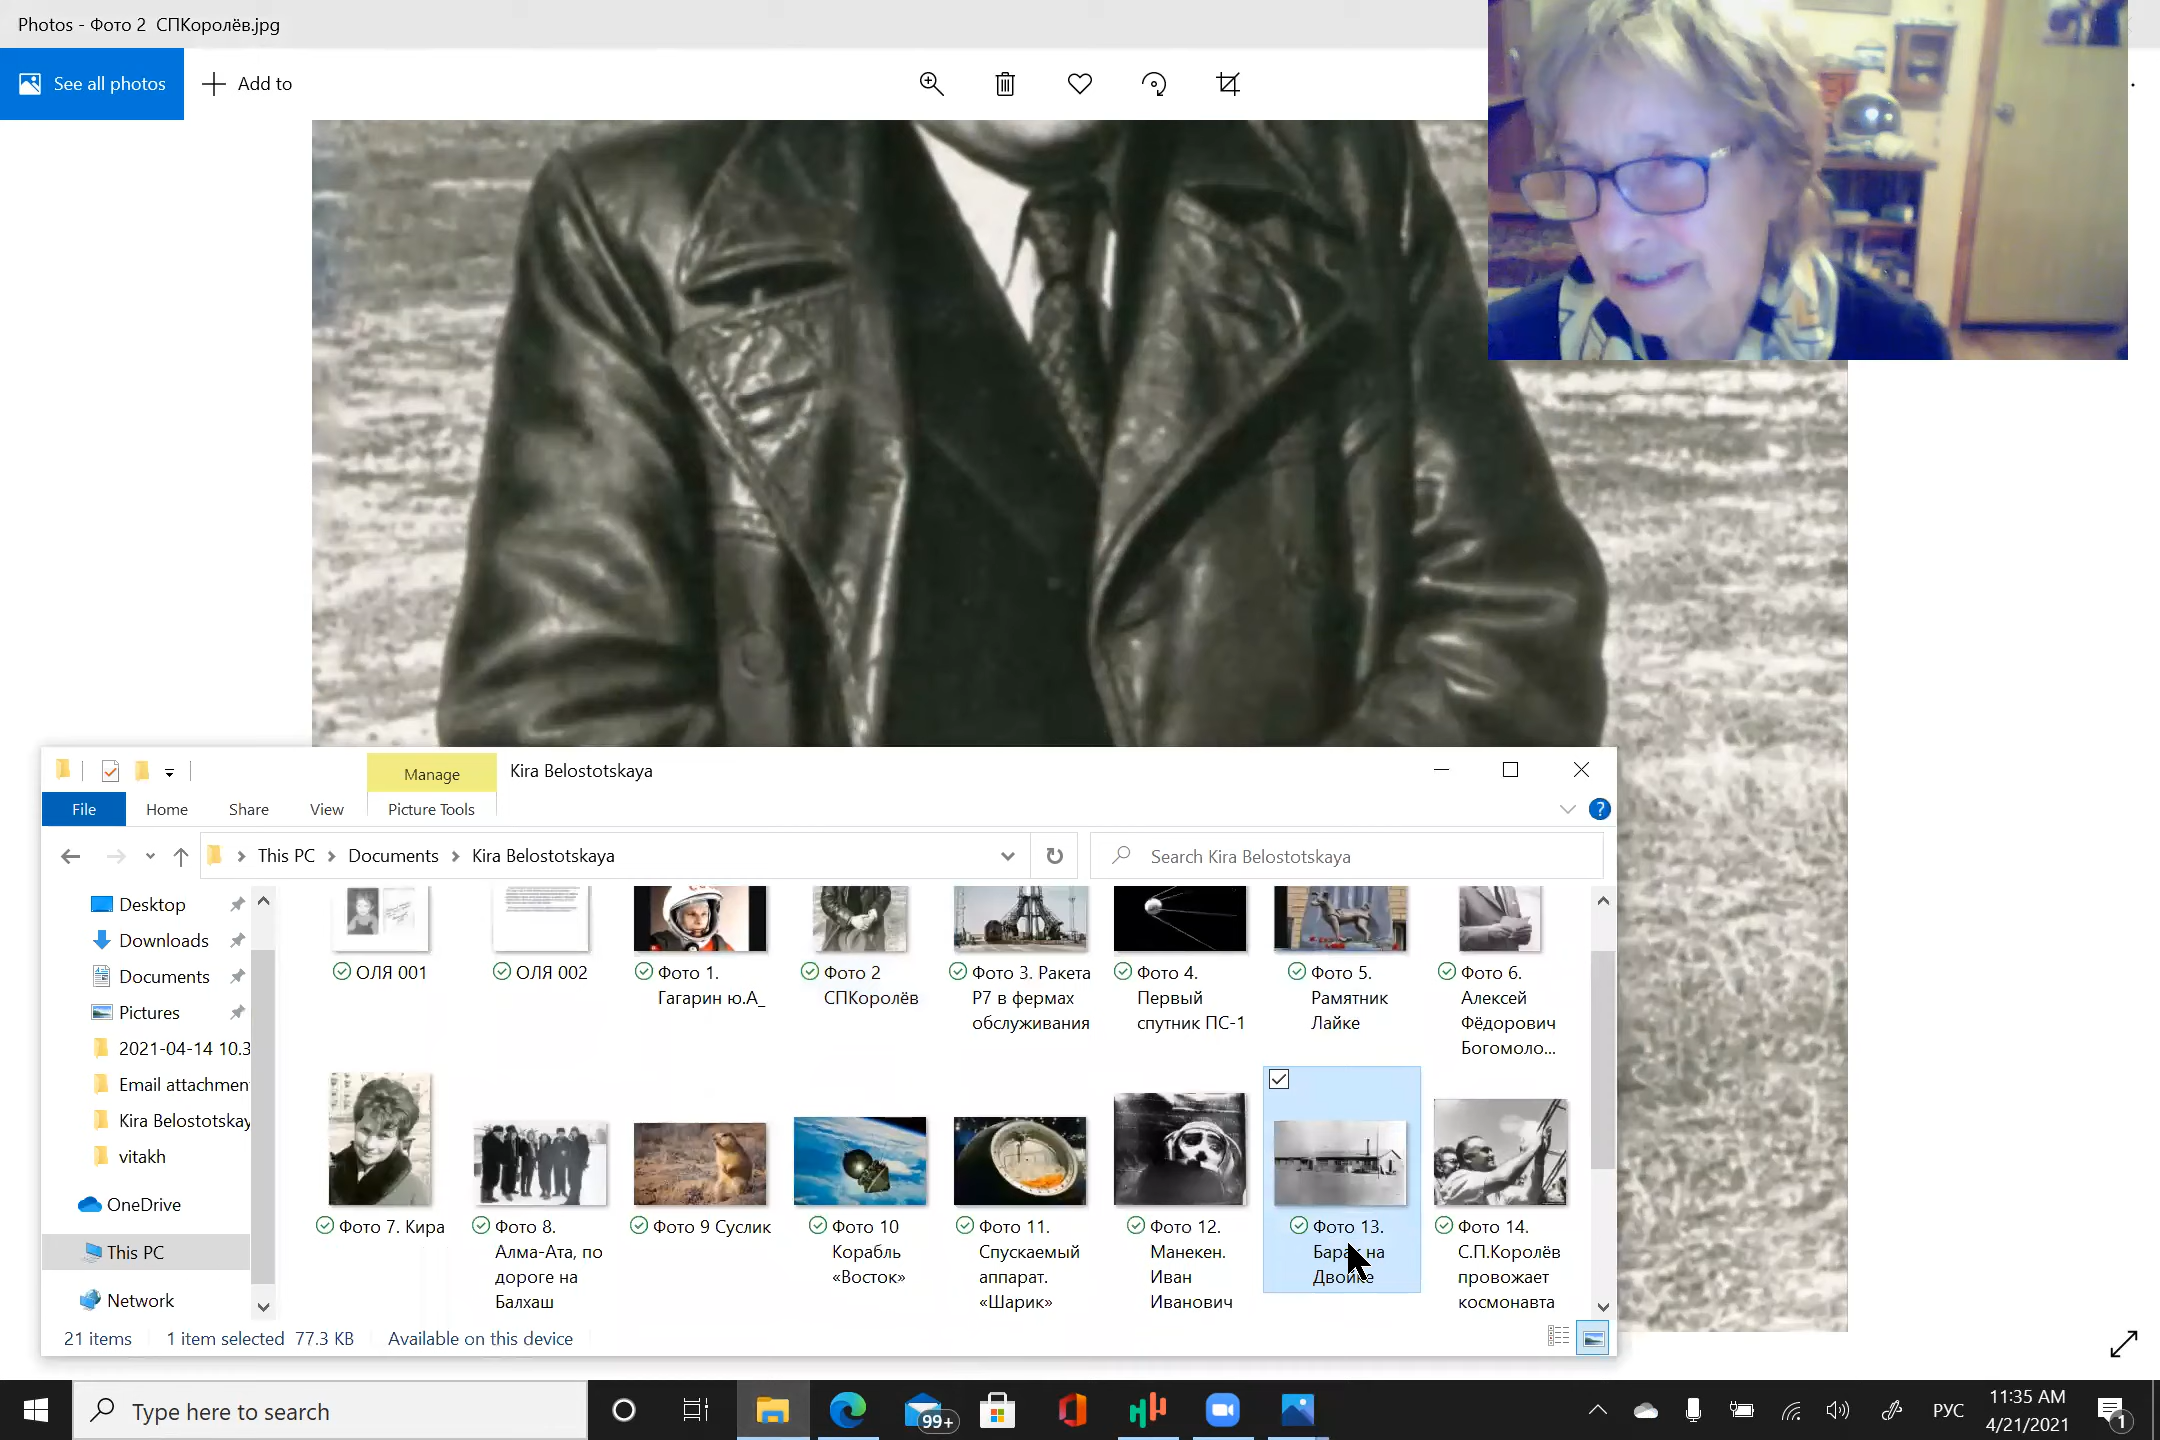 Photos - Фото 2  СПКоролёв.jpg
See all photos
Add to
Manage
Kira Belostotskaya
File
Home
Share
View
Picture Tools
This PC
Documents
Kira Belostotskaya
Search Kira Belostotskaya
Desktop
Downloads
Documents
Pictures
2021-04-14 10.3
Email attachmen
Kira Belostotskay
vitakh
OneDrive
This PC
Network
ОЛЯ 001
ОЛЯ 002
Фото 1.
Гагарин ю.А_
Фото 2
СПКоролёв
Фото 3. Ракета
Р7 в фермах
обслуживания
Фото 4.
Первый
спутник ПС-1
Фото 5.
Рамятник
Лайке
Фото 6.
Алексей
Фёдорович
Богомоло...
Фото 7. Кира
Фото 8.
Алма-Ата, по
дороге на
Балхаш
Фото 9 Суслик
Фото 10
Корабль
«Восток»
Фото 11.
Спускаемый
аппарат.
«Шарик»
Фото 12.
Манекен.
Иван
Иванович
Фото 13.
Барак на
Двойке
Фото 14.
С.П.Королёв
провожает
космонавта
21 items
1 item selected  77.3 KB
Available on this device
Type here to search
99+
РУС
11:35 AM
4/21/2021
1